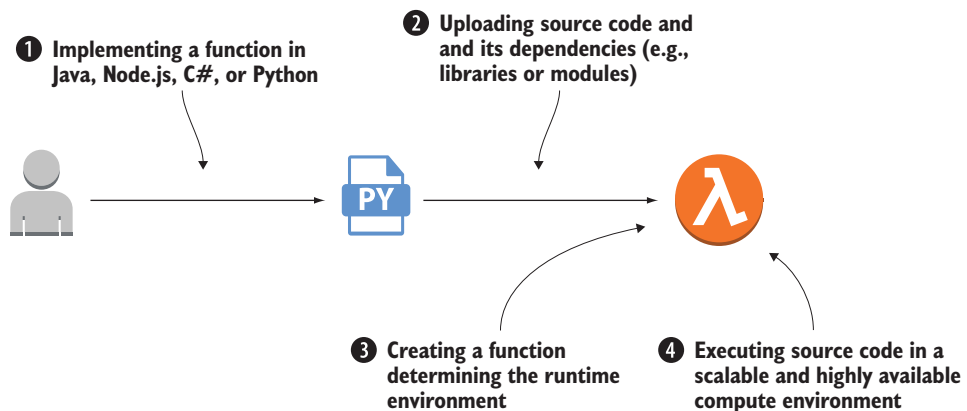 1 Implementing a function in
Java, Node.js, C#, or Python
2 Uploading source code and
and its dependencies (e.g.,
libraries or modules)
PY
λ
3 Creating a function
determining the runtime
environment
4 Executing source code in a
scalable and highly available
compute environment